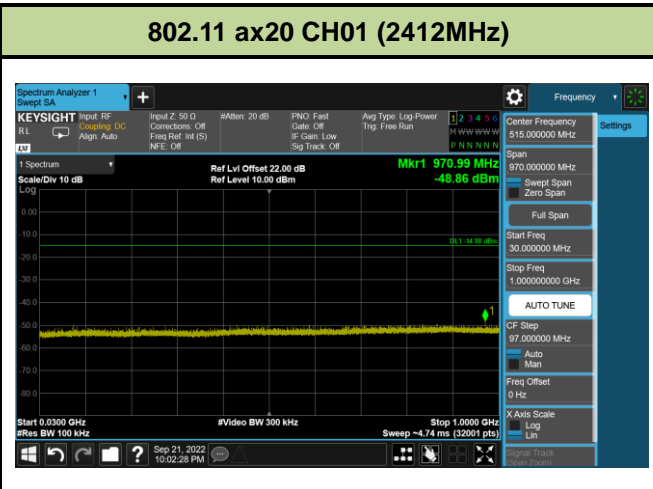 802.11 ax20 CH01 (2412MHz)
Spectrum Analyzer 1
Swept SA
Frequency
KEYSIGHT
RL
Input: RF
Coupling: DC
Align: Auto
Input Z: 50 Ω
Corrections: Off
Freq Ref: Int (S)
NFE: Off
#Atten: 20 dB
PNO: Fast
Gate: Off
IF Gain: Low
Sig Track: Off
Avg Type: Log-Power
Trig: Free Run
1 2 3 4 5 6
M W W W W W
P N N N N N
1 Spectrum
Scale/Div 10 dB
Log
Ref Lvl Offset 22.00 dB
Ref Level 10.00 dBm
Mkr1 970.99 MHz
-48.86 dBm
0.00
-10.0
DL1 -14.88 dBm
-20.0
-30.0
-40.0
1
-50.0
-60.0
-70.0
-80.0
Start 0.0300 GHz
#Res BW 100 kHz
#Video BW 300 kHz
Stop 1.0000 GHz
Sweep ~4.74 ms (32001 pts)
Sep 21, 2022
10:02:28 PM
Center Frequency
515.000000 MHz
Settings
Span
970.000000 MHz
Swept Span
Zero Span
Full Span
Start Freq
30.000000 MHz
Stop Freq
1.000000000 GHz
AUTO TUNE
CF Step
97.000000 MHz
Auto
Man
Freq Offset
0 Hz
X Axis Scale
Log
Lin
Signal Track
(Span Zoom)